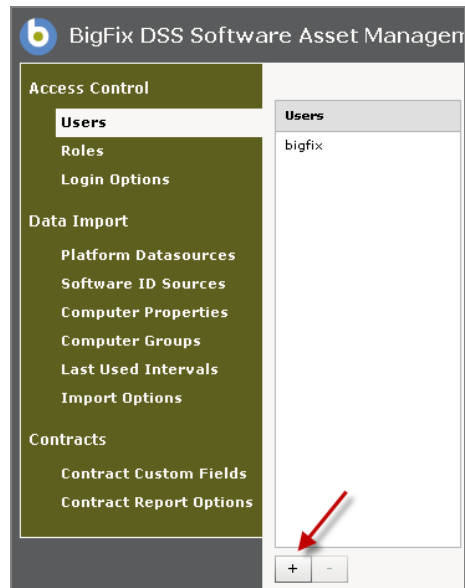 BigFix DSS Software Asset Managem
Access Control
Users
Roles
Login Options
Data Import
Platform Datasources
Software ID Sources
Computer Properties
Computer Groups
Last Used Intervals
Import Options
Contracts
Contract Custom Fields
Contract Report Options
Users
bigfix
+ -